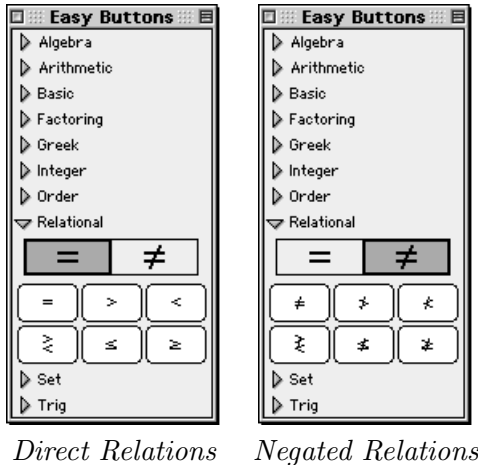 Easy Buttons
Algebra
Arithmetic
Basic
Factoring
Greek
Integer
Order
Relational
= ≠
= > <
≷ ≤ ≥
Set
Trig
Direct Relations
Easy Buttons
Algebra
Arithmetic
Basic
Factoring
Greek
Integer
Order
Relational
= ≠
≠ ≯ ≮
≹ ≰ ≱
Set
Trig
Negated Relations